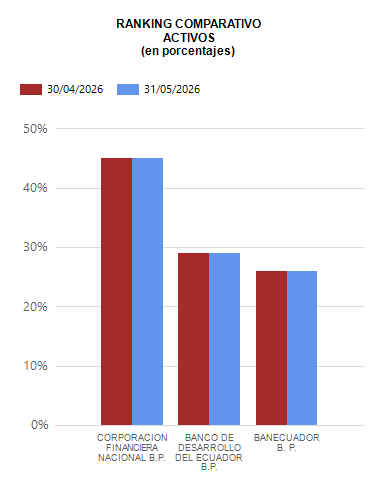 RANKING COMPARATIVO
ACTIVOS
(en porcentajes)
30/04/2026 31/05/2026
50%
40%
30%
20%
10%
0%
CORPORACION
FINANCIERA
NACIONAL B.P.
BANCO DE
DESARROLLO
DEL ECUADOR
B.P.
BANECUADOR
B. P.